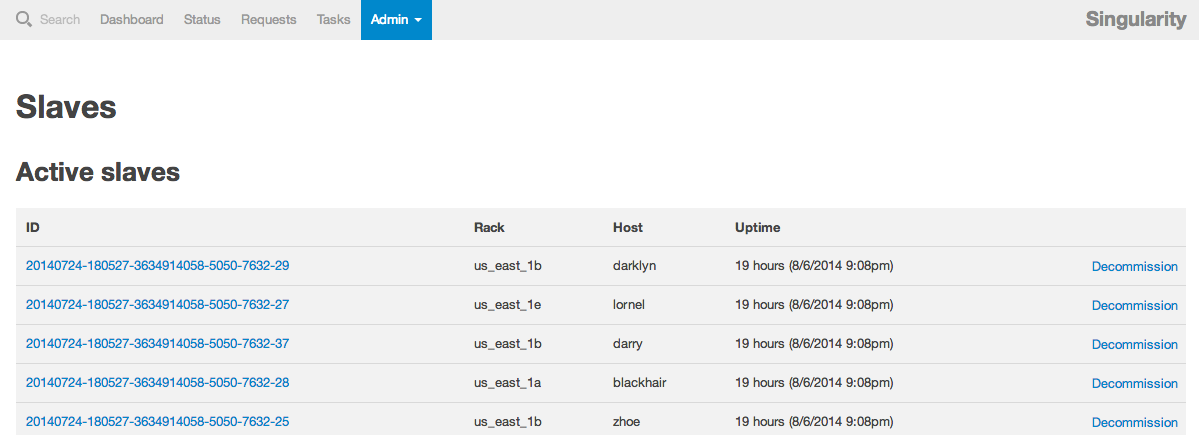 Search Dashboard Status Requests Tasks Admin Singularity
Slaves
Active slaves
ID Rack Host Uptime
20140724-180527-3634914058-5050-7632-29 us_east_1b darklyn 19 hours (8/6/2014 9:08pm) Decommission
20140724-180527-3634914058-5050-7632-27 us_east_1e lornel 19 hours (8/6/2014 9:08pm) Decommission
20140724-180527-3634914058-5050-7632-37 us_east_1b darry 19 hours (8/6/2014 9:08pm) Decommission
20140724-180527-3634914058-5050-7632-28 us_east_1a blackhair 19 hours (8/6/2014 9:08pm) Decommission
20140724-180527-3634914058-5050-7632-25 us_east_1b zhoe 19 hours (8/6/2014 9:08pm) Decommission